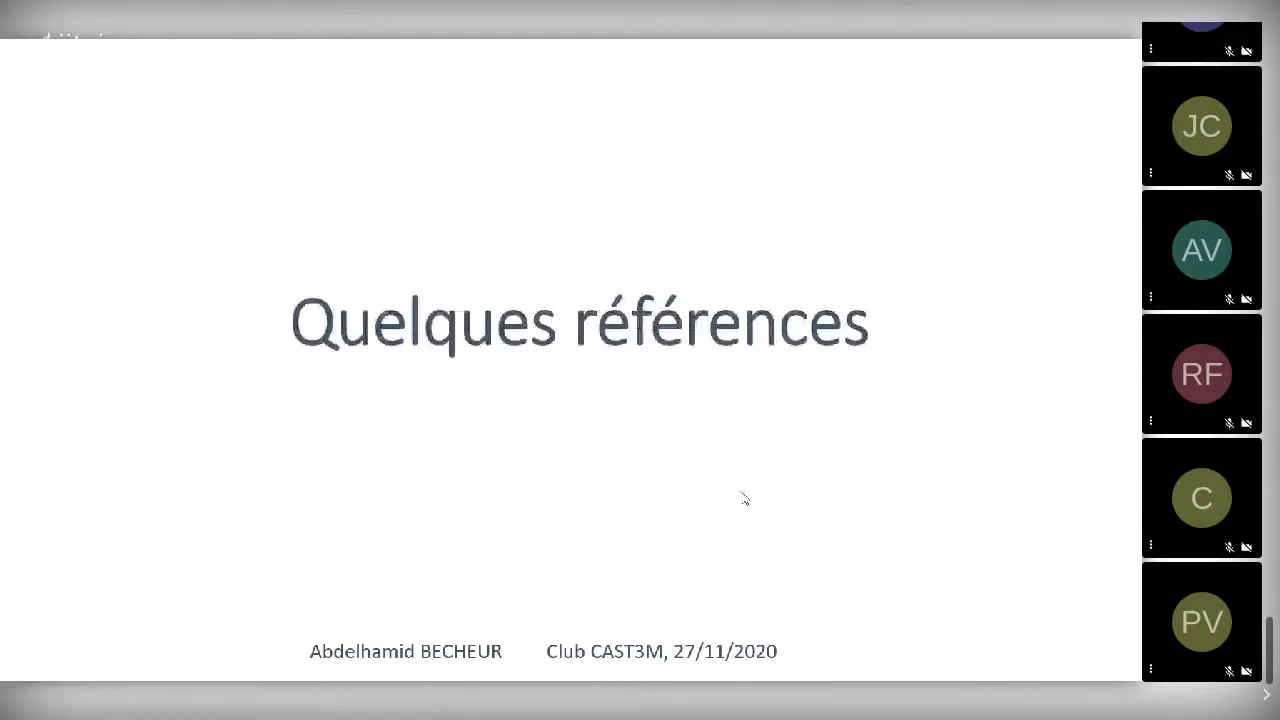 Quelques références
Abdelhamid BECHEUR Club CAST3M, 27/11/2020
JC
AV
RF
C
PV